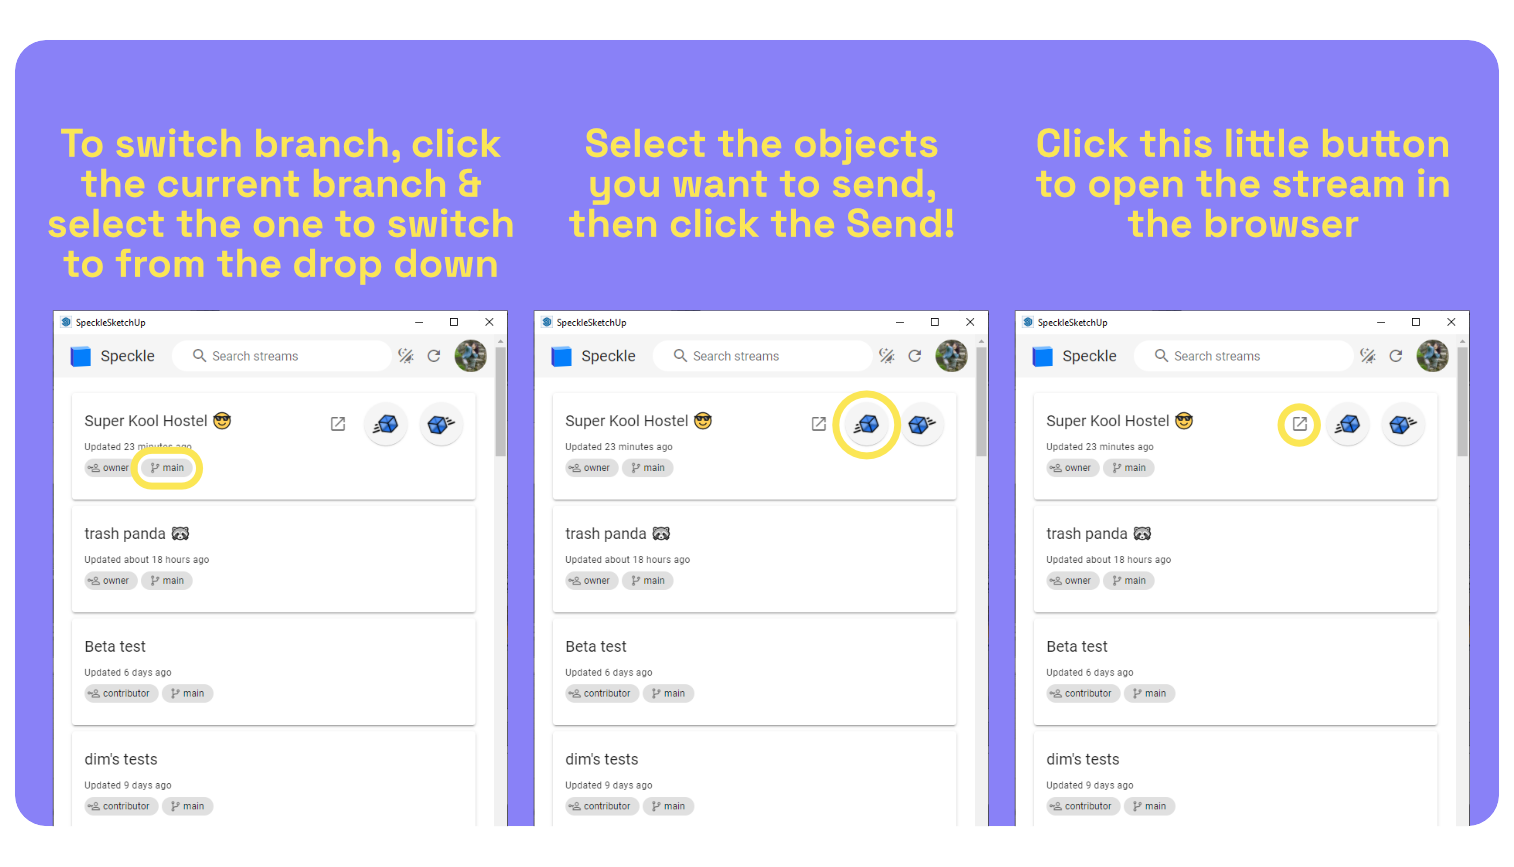 To switch branch, click
the current branch &
select the one to switch
to from the drop down
Select the objects
you want to send,
then click the Send!
Click this little button
to open the stream in
the browser
SpeckleSketchUp
Speckle
Search streams
Super Kool Hostel 😎
Updated 23 minutes ago
owner main
trash panda 🦝
Updated about 18 hours ago
owner main
Beta test
Updated 6 days ago
contributor main
dim's tests
Updated 9 days ago
contributor main
SpeckleSketchUp
Speckle
Search streams
Super Kool Hostel 😎
Updated 23 minutes ago
owner main
trash panda 🦝
Updated about 18 hours ago
owner main
Beta test
Updated 6 days ago
contributor main
dim's tests
Updated 9 days ago
contributor main
SpeckleSketchUp
Speckle
Search streams
Super Kool Hostel 😎
Updated 23 minutes ago
owner main
trash panda 🦝
Updated about 18 hours ago
owner main
Beta test
Updated 6 days ago
contributor main
dim's tests
Updated 9 days ago
contributor main